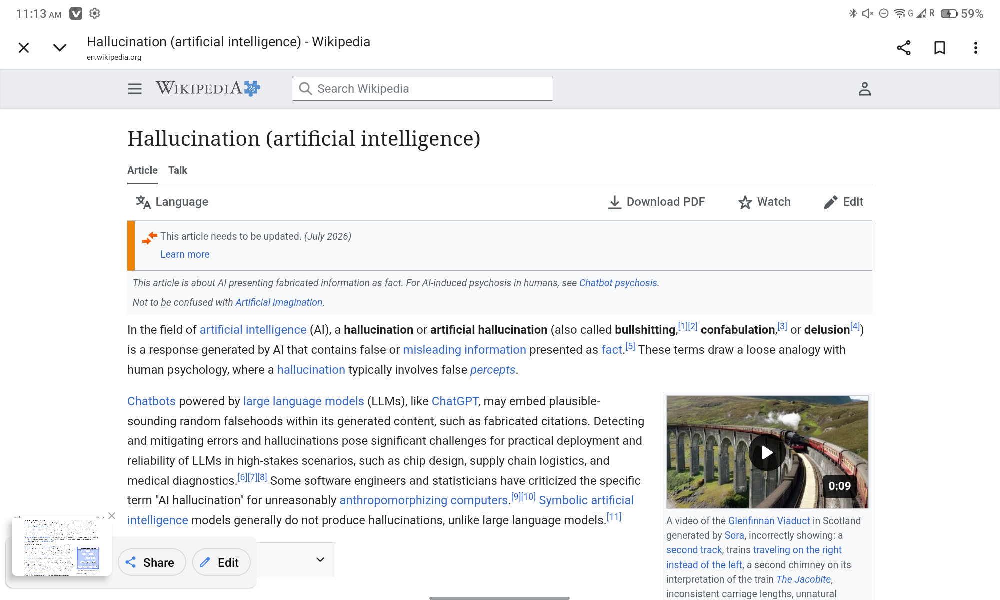 11:13 AM
G R 59%
Hallucination (artificial intelligence) - Wikipedia
en.wikipedia.org
WIKIPEDIA 25
Search Wikipedia
Hallucination (artificial intelligence)
Article Talk
Language Download PDF Watch Edit
This article needs to be updated. (July 2026)
Learn more
This article is about AI presenting fabricated information as fact. For AI-induced psychosis in humans, see Chatbot psychosis.
Not to be confused with Artificial imagination.
In the field of artificial intelligence (AI), a hallucination or artificial hallucination (also called bullshitting,[1][2] confabulation,[3] or delusion[4])
is a response generated by AI that contains false or misleading information presented as fact.[5] These terms draw a loose analogy with
human psychology, where a hallucination typically involves false percepts.
Chatbots powered by large language models (LLMs), like ChatGPT, may embed plausible-
sounding random falsehoods within its generated content, such as fabricated citations. Detecting
and mitigating errors and hallucinations pose significant challenges for practical deployment and
reliability of LLMs in high-stakes scenarios, such as chip design, supply chain logistics, and
medical diagnostics.[6][7][8] Some software engineers and statisticians have criticized the specific
term "AI hallucination" for unreasonably anthropomorphizing computers.[9][10] Symbolic artificial
intelligence models generally do not produce hallucinations, unlike large language models.[11]
0:09
A video of the Glenfinnan Viaduct in Scotland
generated by Sora, incorrectly showing: a
second track, trains traveling on the right
instead of the left, a second chimney on its
interpretation of the train The Jacobite,
inconsistent carriage lengths, unnatural
Share Edit